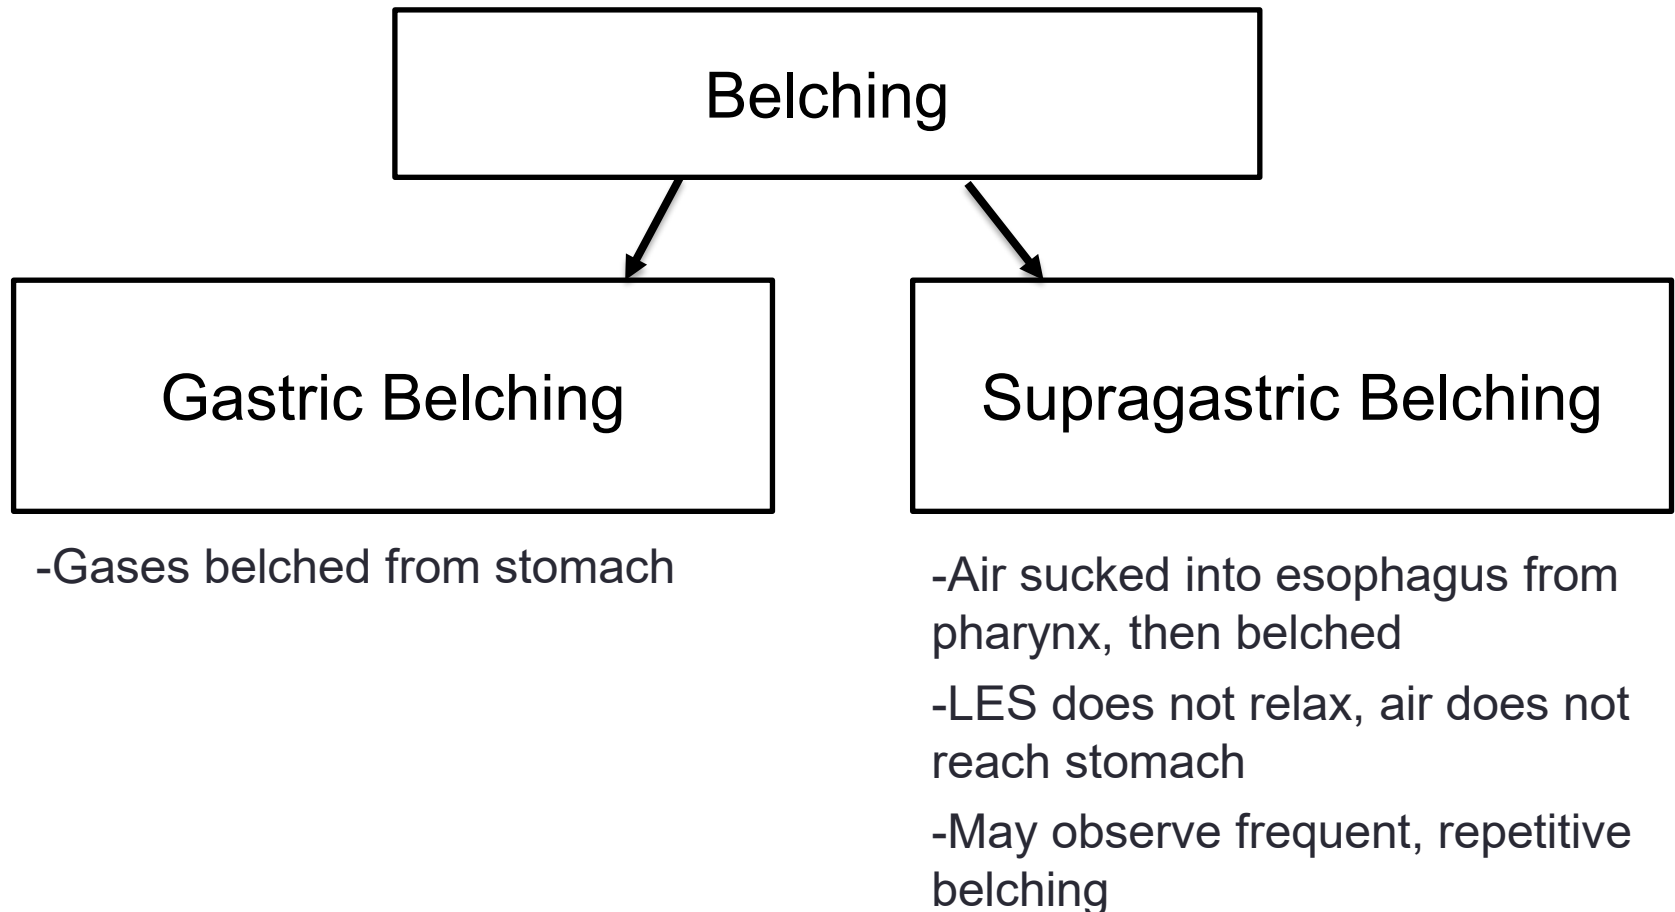 Belching
Gastric Belching
Supragastric Belching
-Gases belched from stomach
-Air sucked into esophagus from
pharynx, then belched
-LES does not relax, air does not
reach stomach
-May observe frequent, repetitive
belching